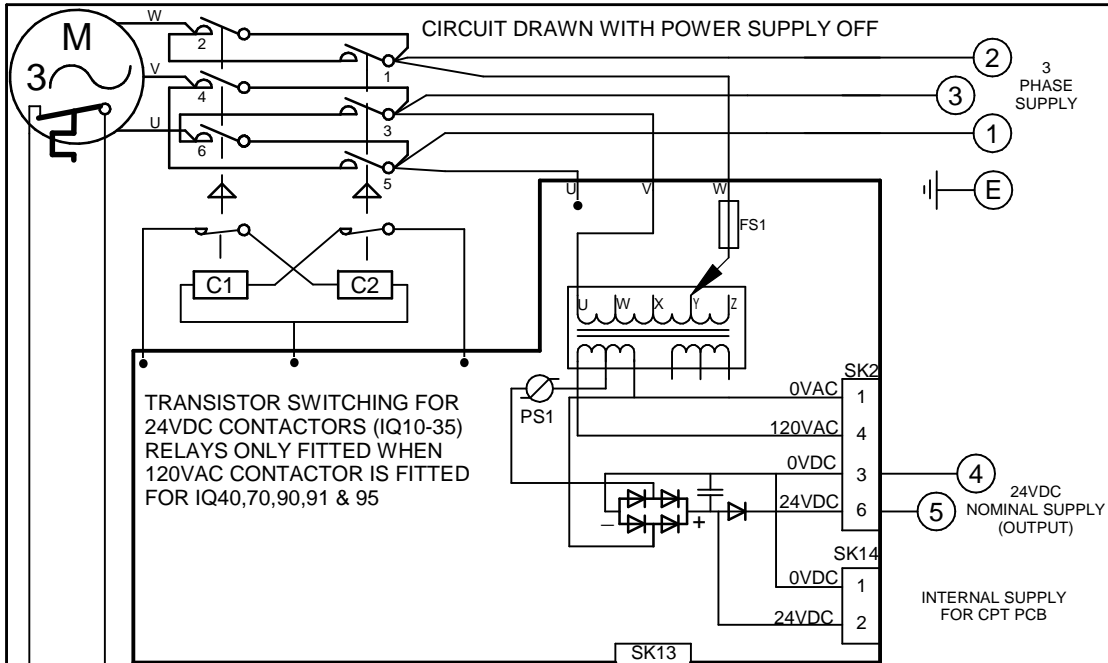 CIRCUIT DRAWN WITH POWER SUPPLY OFF
W
M
3
V
U
2
4
6
1
3
5
2
3
1
E
3
PHASE
SUPPLY
U
V
W
FS1
C1
C2
U
W
X
Y
Z
PS1
TRANSISTOR SWITCHING FOR
24VDC CONTACTORS (IQ10-35)
RELAYS ONLY FITTED WHEN
120VAC CONTACTOR IS FITTED
FOR IQ40,70,90,91 & 95
SK2
0VAC
1
120VAC
4
0VDC
3
24VDC
6
4
5
24VDC
NOMINAL SUPPLY
(OUTPUT)
–
+
SK14
0VDC
1
24VDC
2
INTERNAL SUPPLY
FOR CPT PCB
SK13